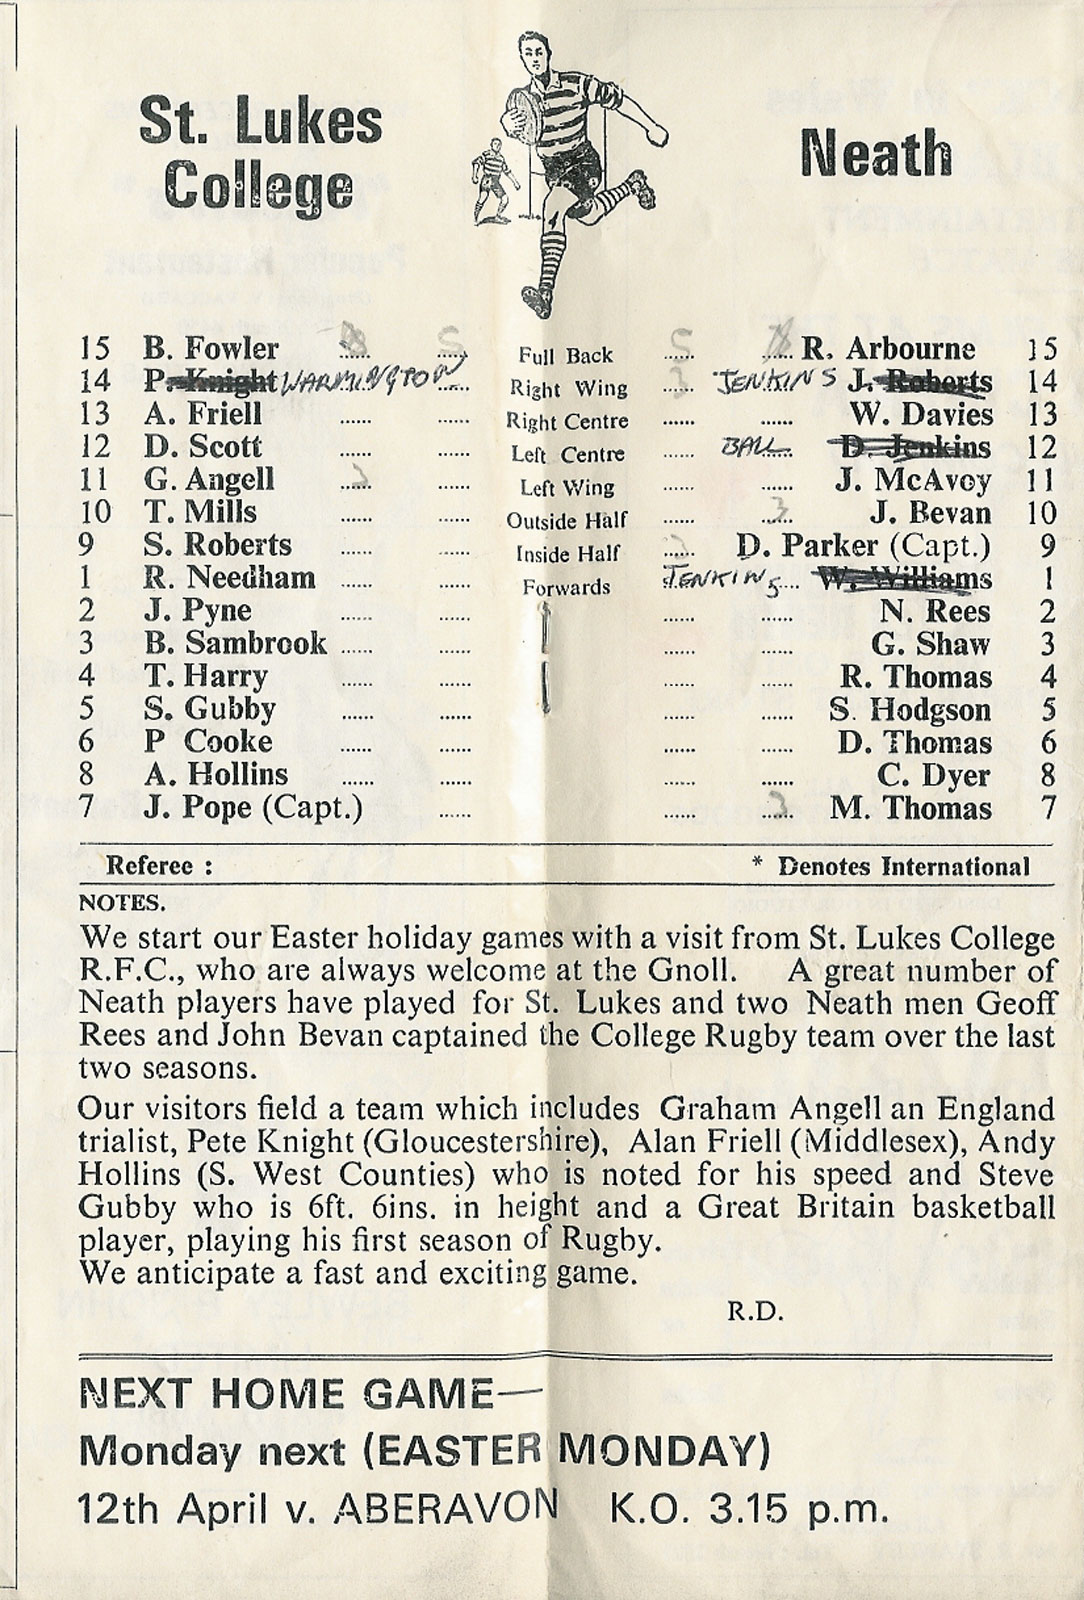 St. Lukes College
Neath
15 B. Fowler 8 5 Full Back 5 8 R. Arbourne 15
14 P. Knight WARMINGTON Right Wing 3 JENKINS J. Roberts 14
13 A. Friell Right Centre W. Davies 13
12 D. Scott Left Centre BALL D. Jenkins 12
11 G. Angell 3 Left Wing J. McAvoy 11
10 T. Mills Outside Half 3 J. Bevan 10
9 S. Roberts Inside Half 3 D. Parker (Capt.) 9
1 R. Needham Forwards JENKINS W. Williams 1
2 J. Pyne N. Rees 2
3 B. Sambrook G. Shaw 3
4 T. Harry R. Thomas 4
5 S. Gubby S. Hodgson 5
6 P Cooke D. Thomas 6
8 A. Hollins C. Dyer 8
7 J. Pope (Capt.) 3 M. Thomas 7
Referee : * Denotes International
NOTES.
We start our Easter holiday games with a visit from St. Lukes College
R.F.C., who are always welcome at the Gnoll. A great number of
Neath players have played for St. Lukes and two Neath men Geoff
Rees and John Bevan captained the College Rugby team over the last
two seasons.
Our visitors field a team which includes Graham Angell an England
trialist, Pete Knight (Gloucestershire), Alan Friell (Middlesex), Andy
Hollins (S. West Counties) who is noted for his speed and Steve
Gubby who is 6ft. 6ins. in height and a Great Britain basketball
player, playing his first season of Rugby.
We anticipate a fast and exciting game.
R.D.
NEXT HOME GAME—
Monday next (EASTER MONDAY)
12th April v. ABERAVON K.O. 3.15 p.m.